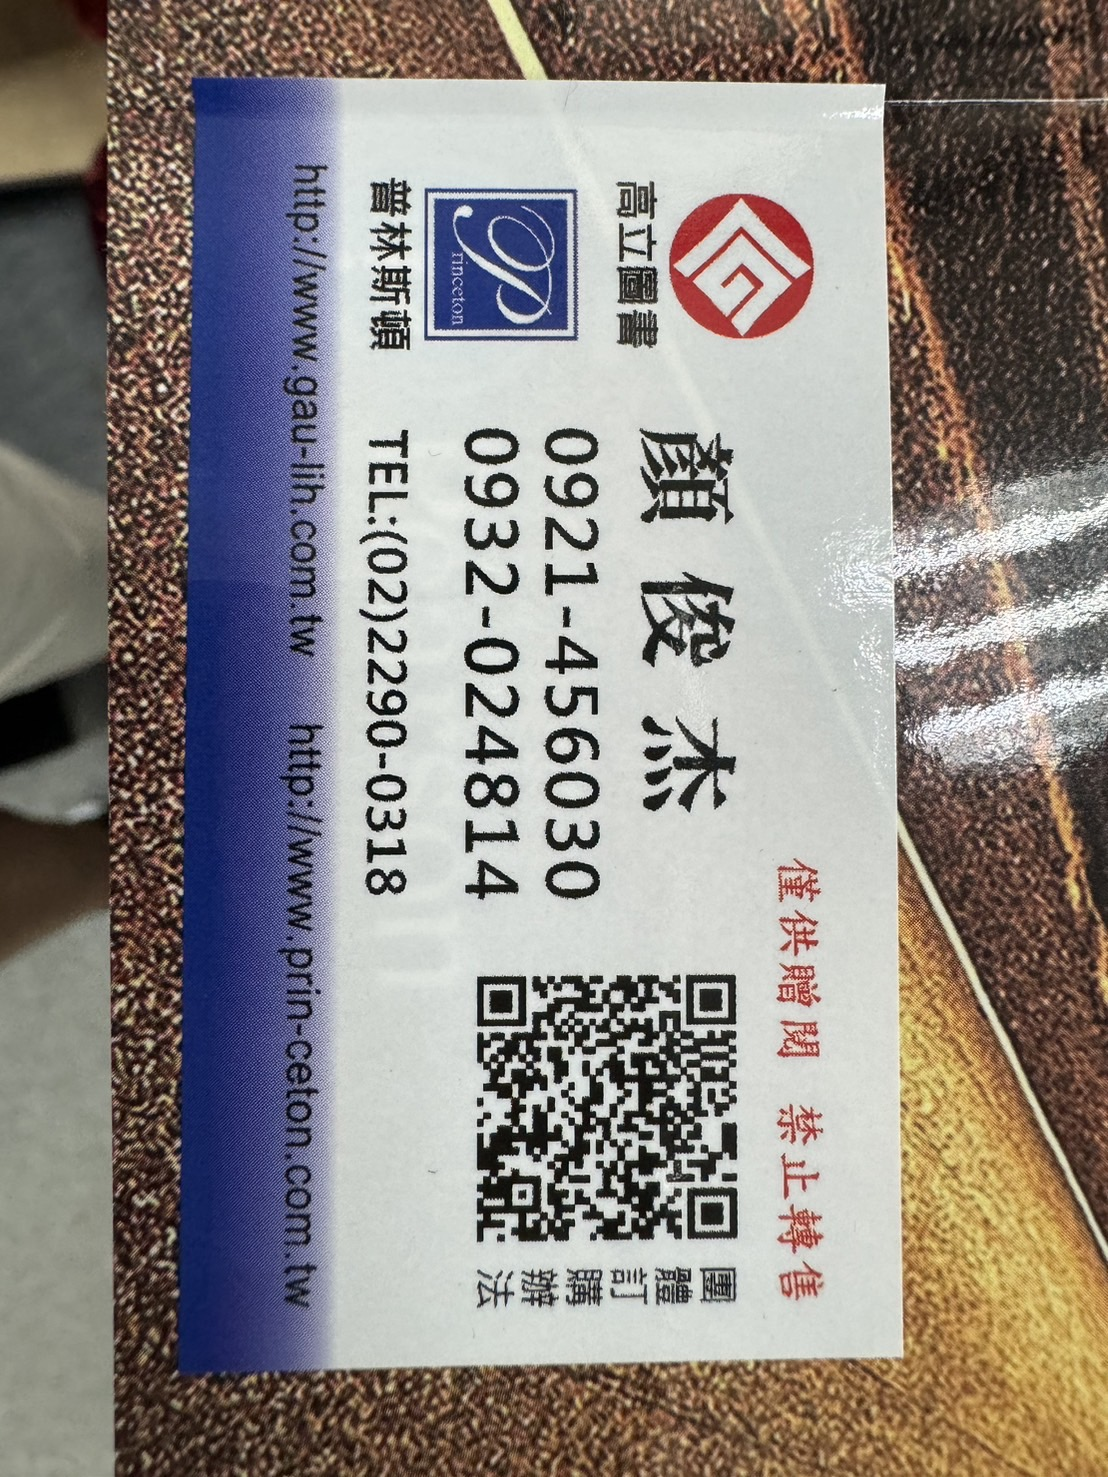 僅供贈閱 禁止轉售
高立圖書
顏俊杰
0921-456030
0932-024814
Princeton
普林斯頓
TEL:(02)2290-0318
團體訂購辦法
http://www.gau-lih.com.tw http://www.prin-ceton.com.tw